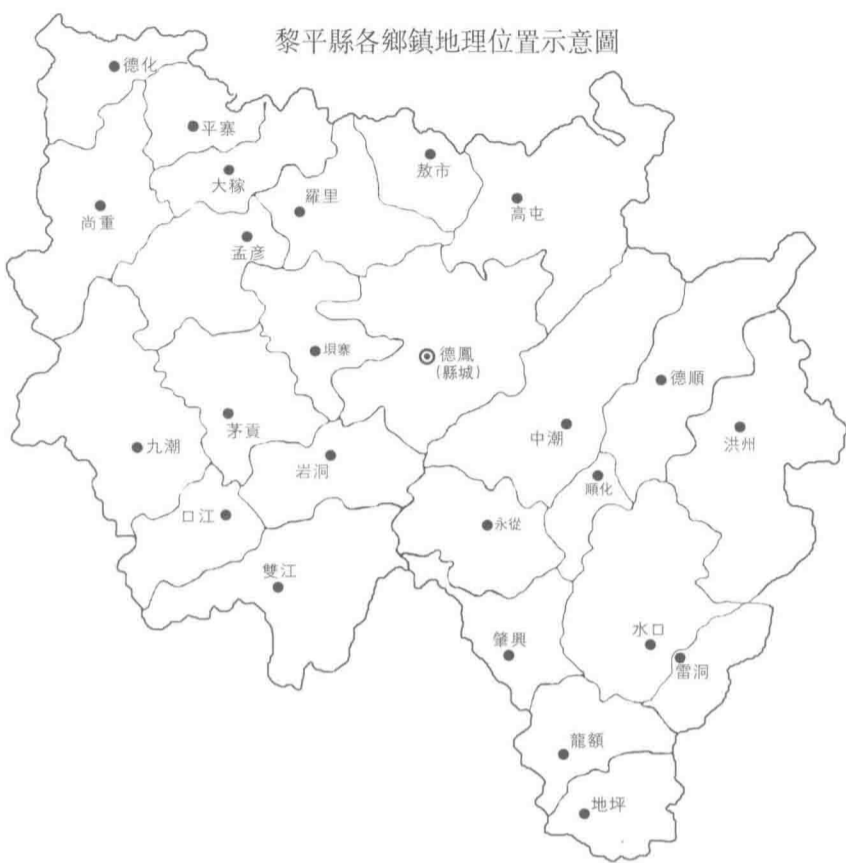 黎平縣各鄉鎮地理位置示意圖
德化
平寨
敖市
大稼
羅里
高屯
尚重
孟彦
垻寨
德鳳
(縣城)
德順
茅貢
中潮
洪州
九潮
岩洞
順化
口江
永從
雙江
水口
肇興
雷洞
龍額
地坪